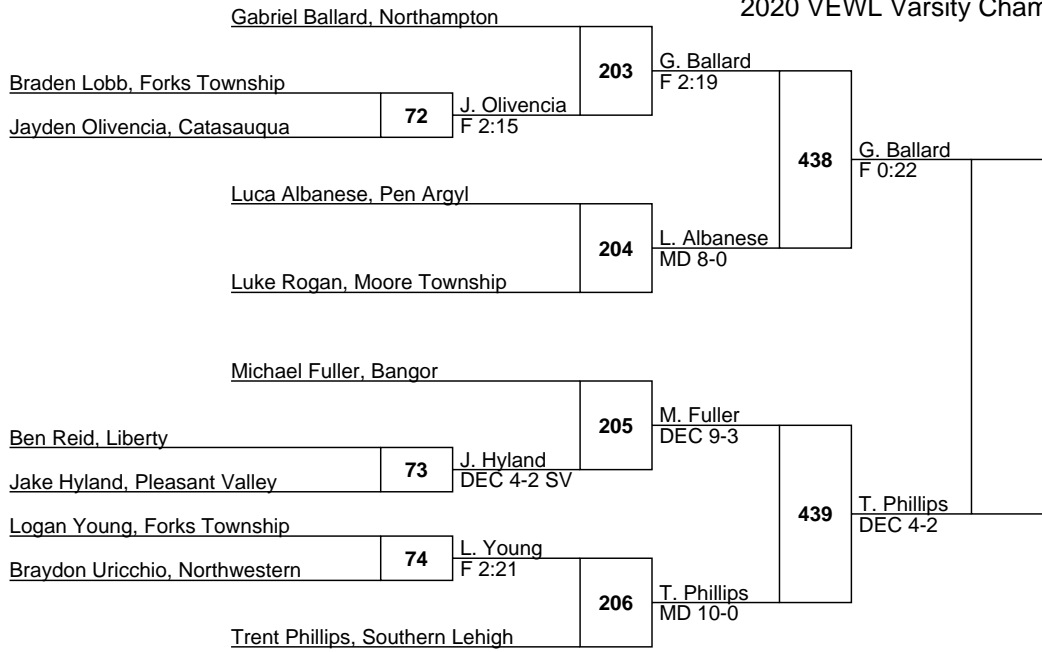 2020 VEWL Varsity Cham
Gabriel Ballard, Northampton
203
G. Ballard
F 2:19
Braden Lobb, Forks Township
72
J. Olivencia
F 2:15
Jayden Olivencia, Catasauqua
438
G. Ballard
F 0:22
Luca Albanese, Pen Argyl
204
L. Albanese
MD 8-0
Luke Rogan, Moore Township
Michael Fuller, Bangor
205
M. Fuller
DEC 9-3
Ben Reid, Liberty
73
J. Hyland
DEC 4-2 SV
Jake Hyland, Pleasant Valley
439
T. Phillips
DEC 4-2
Logan Young, Forks Township
74
L. Young
F 2:21
Braydon Uricchio, Northwestern
206
T. Phillips
MD 10-0
Trent Phillips, Southern Lehigh